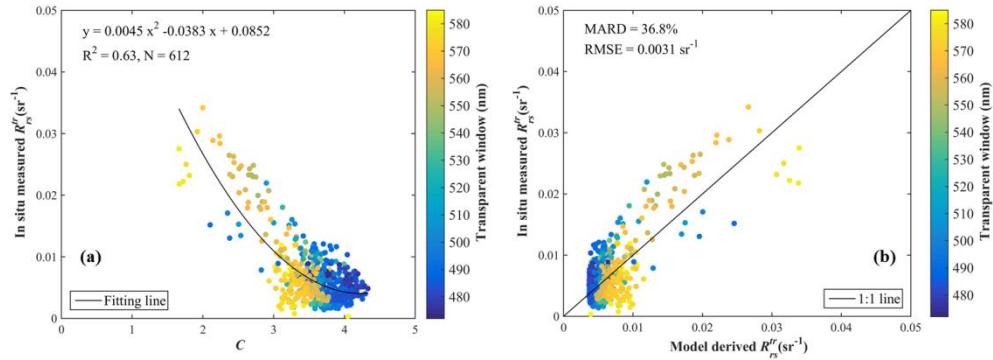 y = 0.0045 x² -0.0383 x + 0.0852
R² = 0.63, N = 612
(a)
Fitting line
0.05
0.04
0.03
0.02
0.01
0
0 1 2 3 4 5
C
In situ measured R_rs^tr(sr⁻¹)
580
570
560
550
540
530
520
510
500
490
480
Transparent window (nm)
MARD = 36.8%
RMSE = 0.0031 sr⁻¹
(b)
1:1 line
0.05
0.04
0.03
0.02
0.01
0
0 0.01 0.02 0.03 0.04 0.05
Model derived R_rs^tr(sr⁻¹)
In situ measured R_rs^tr(sr⁻¹)
580
570
560
550
540
530
520
510
500
490
480
Transparent window (nm)